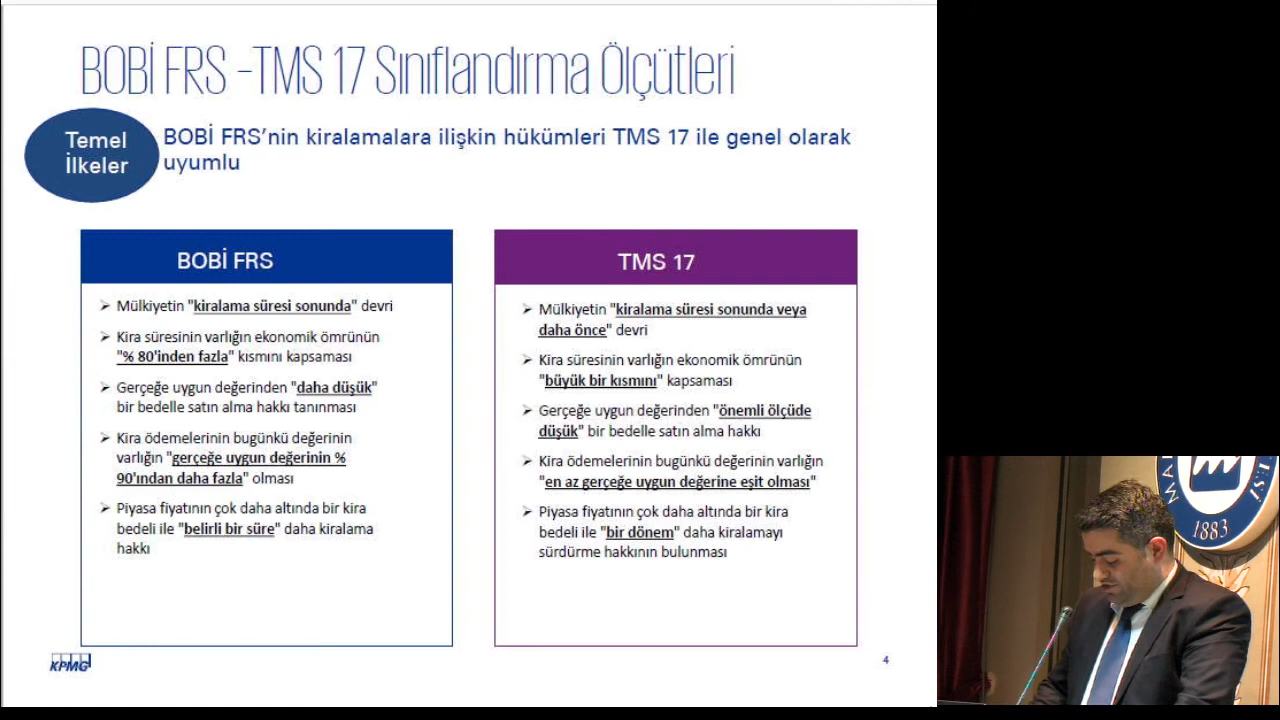 BOBİ FRS –TMS 17 Sınıflandırma Ölçütleri
Temel
İlkeler
BOBİ FRS’nin kiralamalara ilişkin hükümleri TMS 17 ile genel olarak
uyumlu
BOBİ FRS
➢ Mülkiyetin "kiralama süresi sonunda" devri
➢ Kira süresinin varlığın ekonomik ömrünün
"% 80'inden fazla" kısmını kapsaması
➢ Gerçeğe uygun değerinden "daha düşük"
bir bedelle satın alma hakkı tanınması
➢ Kira ödemelerinin bugünkü değerinin
varlığın "gerçeğe uygun değerinin %
90'ından daha fazla" olması
➢ Piyasa fiyatının çok daha altında bir kira
bedeli ile "belirli bir süre" daha kiralama
hakkı
TMS 17
➢ Mülkiyetin "kiralama süresi sonunda veya
daha önce" devri
➢ Kira süresinin varlığın ekonomik ömrünün
"büyük bir kısmını" kapsaması
➢ Gerçeğe uygun değerinden "önemli ölçüde
düşük" bir bedelle satın alma hakkı
➢ Kira ödemelerinin bugünkü değerinin varlığın
"en az gerçeğe uygun değerine eşit olması"
➢ Piyasa fiyatının çok daha altında bir kira
bedeli ile "bir dönem" daha kiralamayı
sürdürme hakkının bulunması
KPMG
4
1883